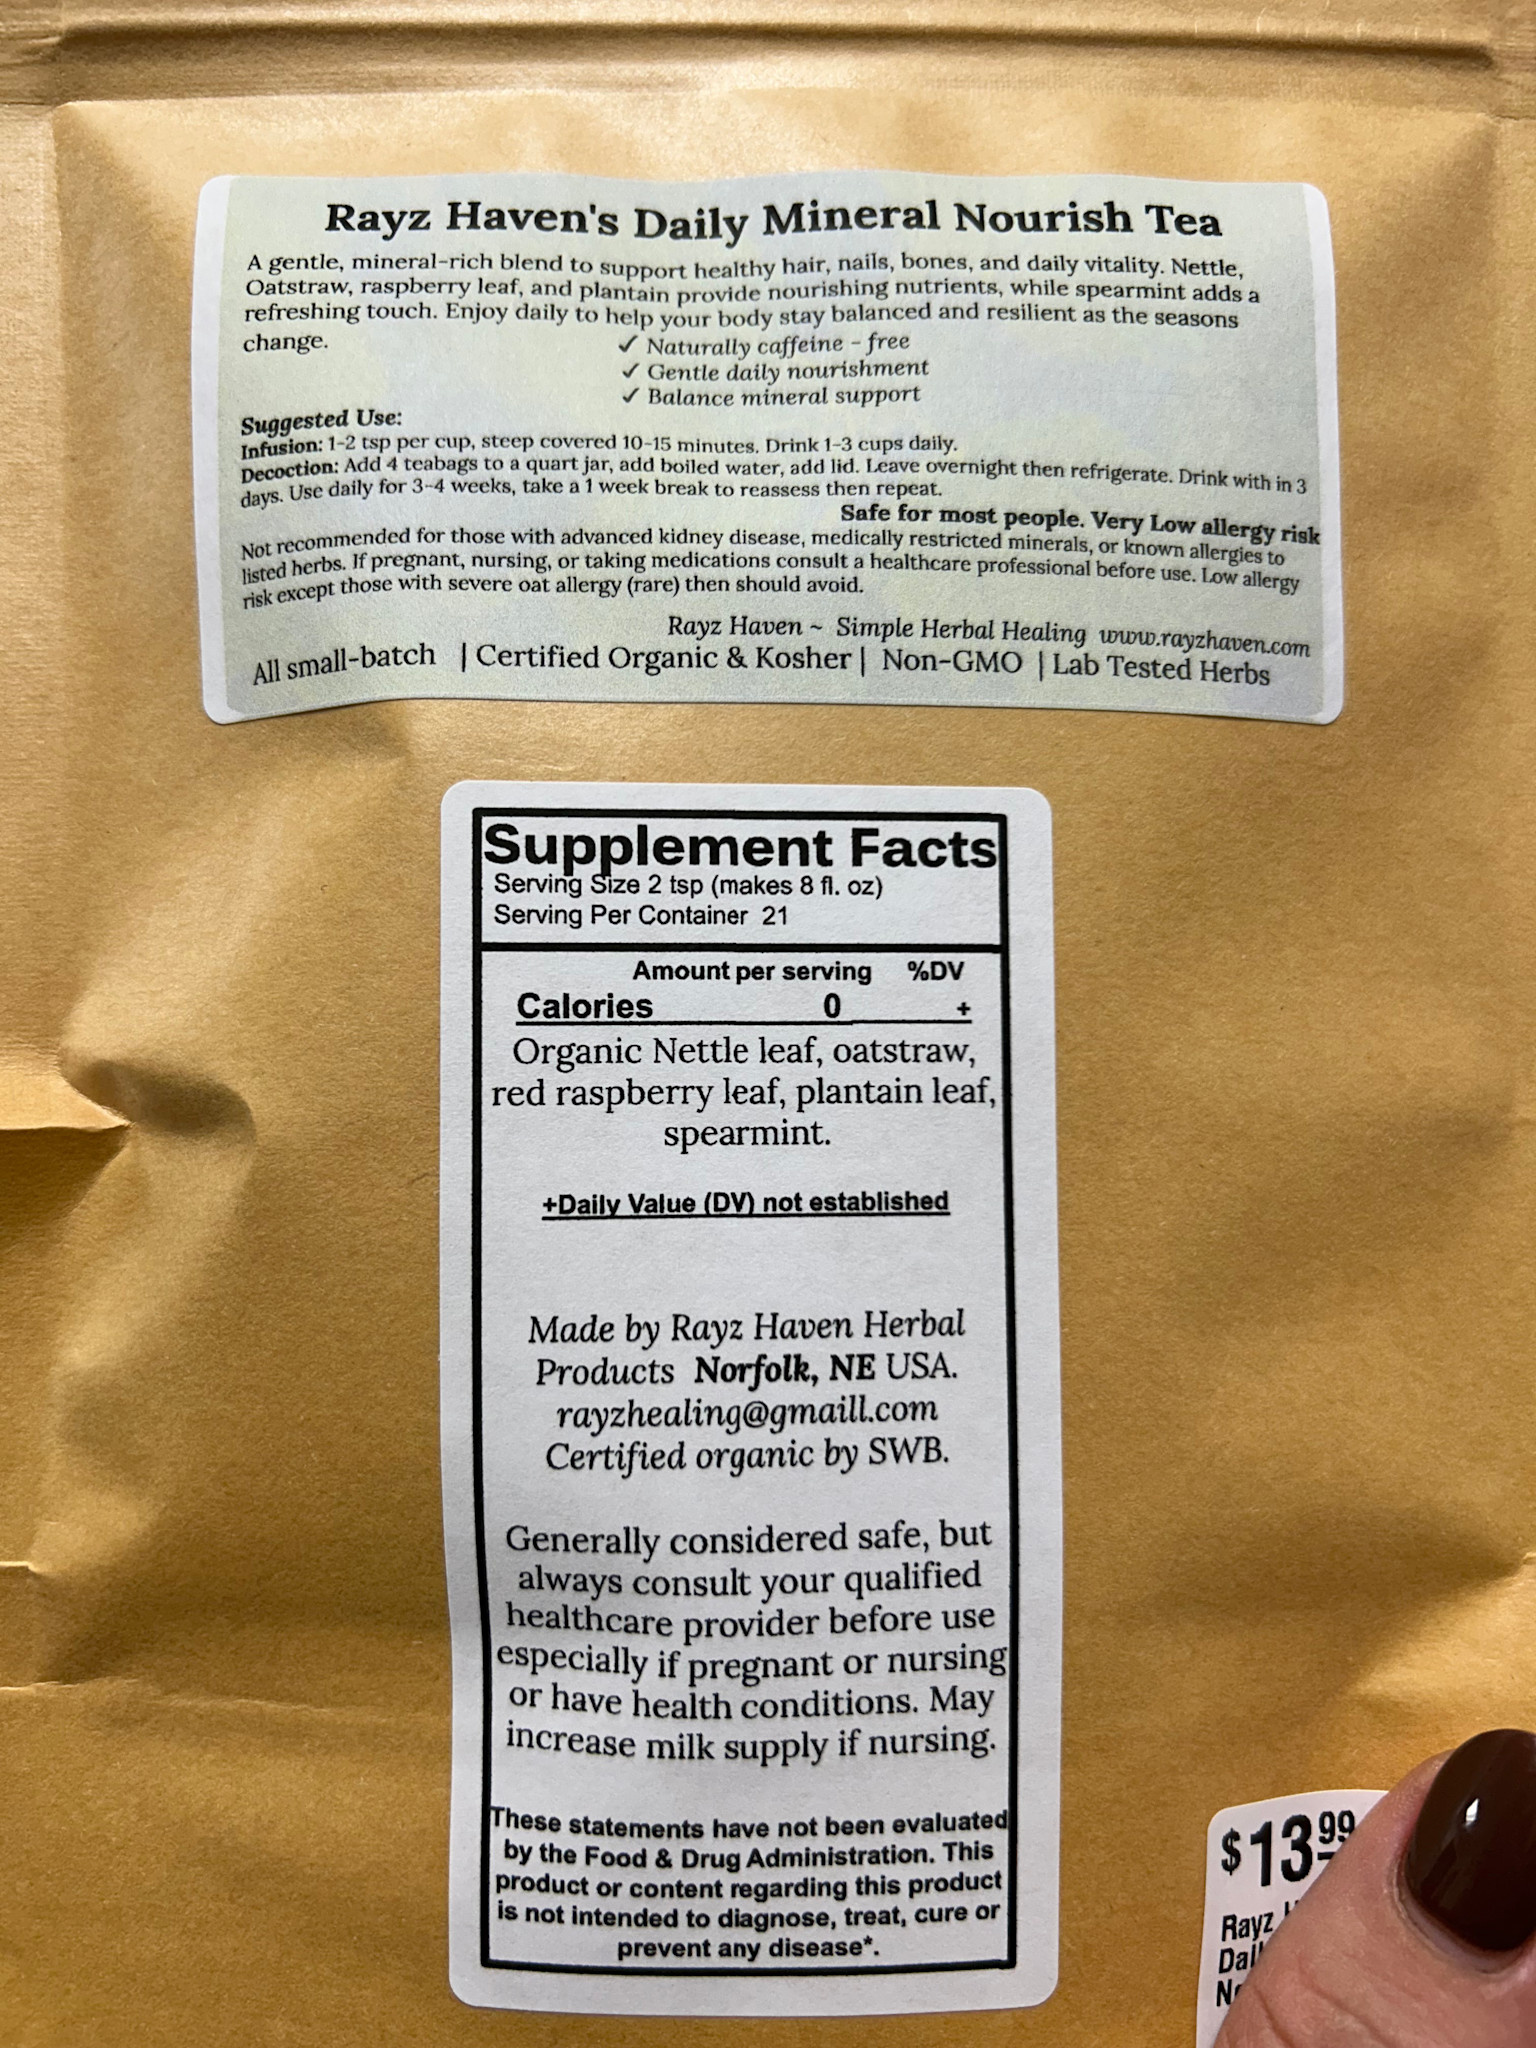 Rayz Haven's Daily Mineral Nourish Tea
A gentle, mineral-rich blend to support healthy hair, nails, bones, and daily vitality. Nettle,
Oatstraw, raspberry leaf, and plantain provide nourishing nutrients, while spearmint adds a
refreshing touch. Enjoy daily to help your body stay balanced and resilient as the seasons
change.
✓ Naturally caffeine - free
✓ Gentle daily nourishment
✓ Balance mineral support
Suggested Use:
Infusion: 1-2 tsp per cup, steep covered 10-15 minutes. Drink 1-3 cups daily.
Decoction: Add 4 teabags to a quart jar, add boiled water, add lid. Leave overnight then refrigerate. Drink with in 3
days. Use daily for 3-4 weeks, take a 1 week break to reassess then repeat.
Safe for most people. Very Low allergy risk
Not recommended for those with advanced kidney disease, medically restricted minerals, or known allergies to
listed herbs. If pregnant, nursing, or taking medications consult a healthcare professional before use. Low allergy
risk except those with severe oat allergy (rare) then should avoid.
Rayz Haven ~ Simple Herbal Healing www.rayzhaven.com
All small-batch | Certified Organic & Kosher | Non-GMO | Lab Tested Herbs
Supplement Facts
Serving Size 2 tsp (makes 8 fl. oz)
Serving Per Container 21
Amount per serving %DV
Calories 0 +
Organic Nettle leaf, oatstraw,
red raspberry leaf, plantain leaf,
spearmint.
+Daily Value (DV) not established
Made by Rayz Haven Herbal
Products Norfolk, NE USA.
rayzhealing@gmaill.com
Certified organic by SWB.
Generally considered safe, but
always consult your qualified
healthcare provider before use
especially if pregnant or nursing
or have health conditions. May
increase milk supply if nursing.
These statements have not been evaluated
by the Food & Drug Administration. This
product or content regarding this product
is not intended to diagnose, treat, cure or
prevent any disease*.
$13.99
Rayz